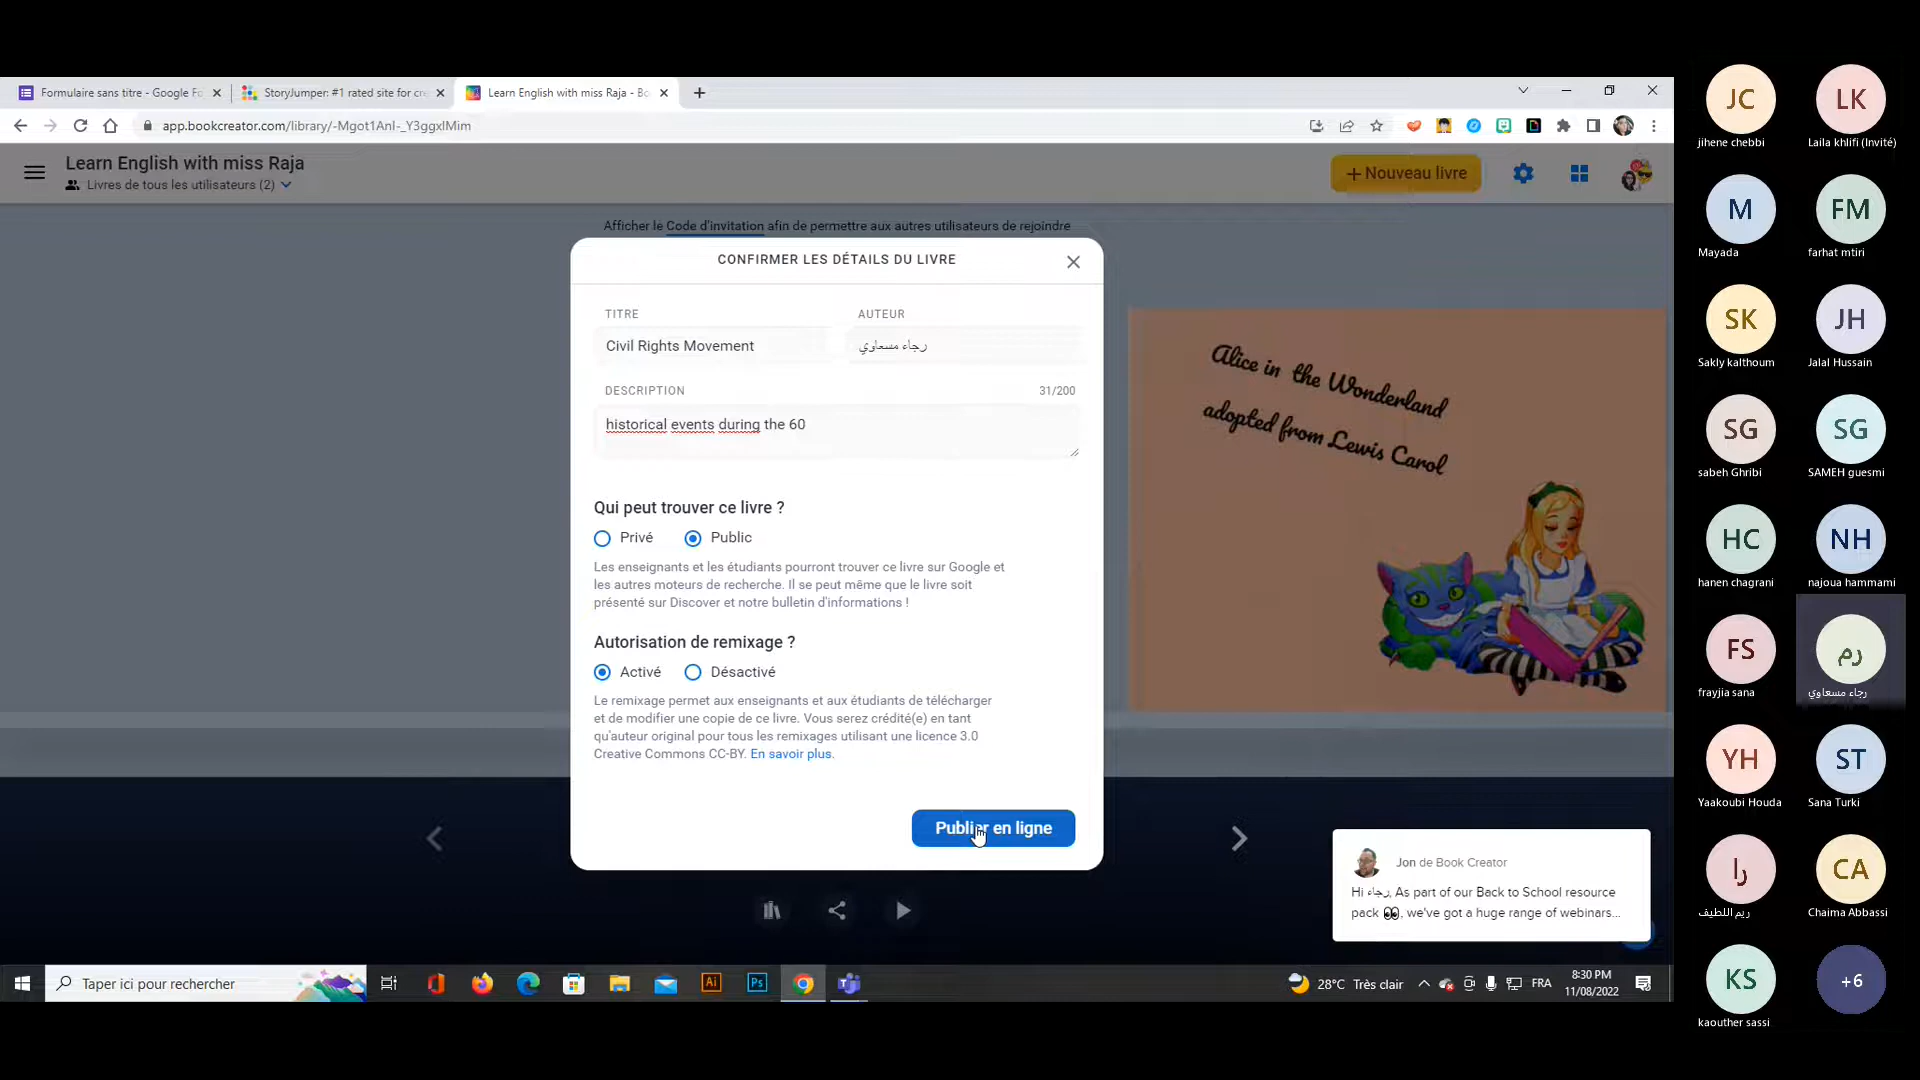 Formulaire sans titre - Google Fo
StoryJumper: #1 rated site for cre
Learn English with miss Raja - Bo
app.bookcreator.com/library/-Mgot1AnI-_Y3ggxlMim
Learn English with miss Raja
Livres de tous les utilisateurs (2)
+ Nouveau livre
Afficher le Code d'invitation afin de permettre aux autres utilisateurs de rejoindre
CONFIRMER LES DÉTAILS DU LIVRE
TITRE
AUTEUR
Civil Rights Movement
رجاء مسعاوي
DESCRIPTION
31/200
historical events during the 60
Qui peut trouver ce livre ?
Privé
Public
Les enseignants et les étudiants pourront trouver ce livre sur Google et
les autres moteurs de recherche. Il se peut même que le livre soit
présenté sur Discover et notre bulletin d'informations !
Autorisation de remixage ?
Activé
Désactivé
Le remixage permet aux enseignants et aux étudiants de télécharger
et de modifier une copie de ce livre. Vous serez crédité(e) en tant
qu'auteur original pour tous les remixages utilisant une licence 3.0
Creative Commons CC-BY. En savoir plus.
Publier en ligne
Alice in the Wonderland
adopted from Lewis Carol
Jon de Book Creator
Hi رجاء, As part of our Back to School resource
pack 👀, we've got a huge range of webinars...
Taper ici pour rechercher
Ai
Ps
28°C Très clair
FRA
8:30 PM
11/08/2022
JC
jihene chebbi
LK
Laila khlifi (Invité)
M
Mayada
FM
farhat mtiri
SK
Sakly kalthoum
JH
Jalal Hussain
SG
sabeh Ghribi
SG
SAMEH guesmi
HC
hanen chagrani
NH
najoua hammami
FS
frayjia sana
رم
رجاء مسعاوي
YH
Yaakoubi Houda
ST
Sana Turki
را
ريم اللطيف
CA
Chaima Abbassi
KS
kaouther sassi
+6